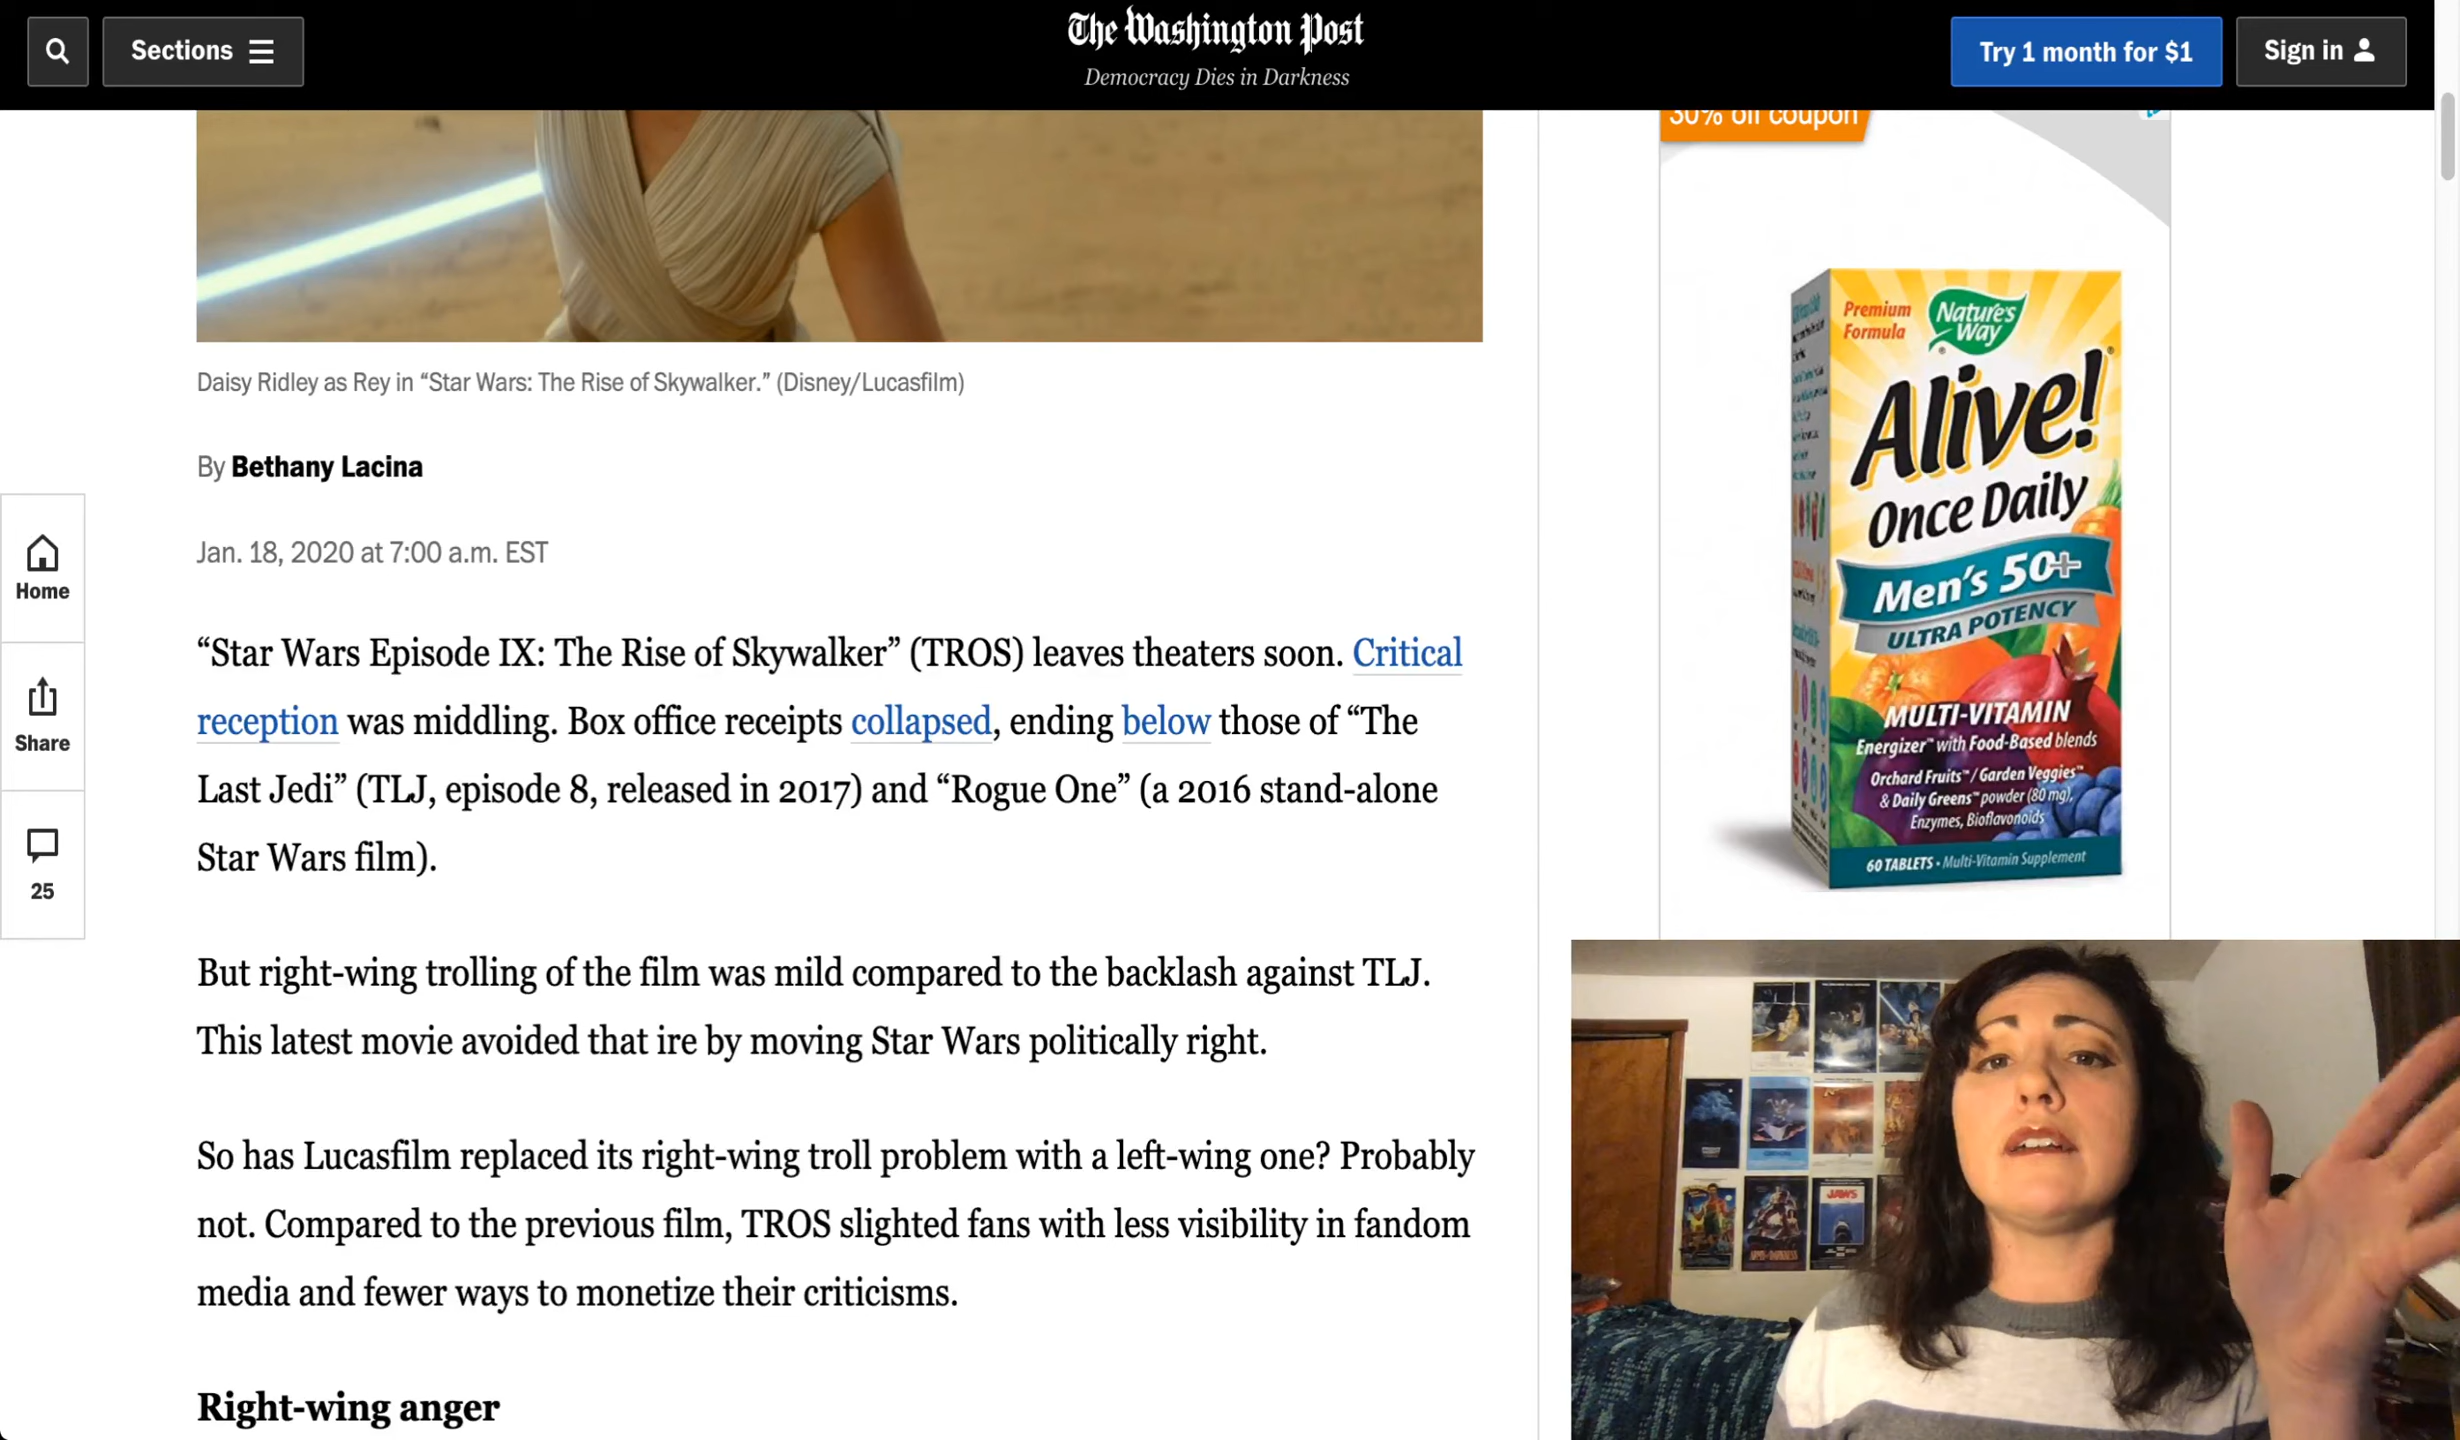 Sections
The Washington Post
Democracy Dies in Darkness
Try 1 month for $1
Sign in
30% off coupon
Daisy Ridley as Rey in “Star Wars: The Rise of Skywalker.” (Disney/Lucasfilm)
By Bethany Lacina
Jan. 18, 2020 at 7:00 a.m. EST
Home
Share
25
“Star Wars Episode IX: The Rise of Skywalker” (TROS) leaves theaters soon. Critical
reception was middling. Box office receipts collapsed, ending below those of “The
Last Jedi” (TLJ, episode 8, released in 2017) and “Rogue One” (a 2016 stand-alone
Star Wars film).
But right-wing trolling of the film was mild compared to the backlash against TLJ.
This latest movie avoided that ire by moving Star Wars politically right.
So has Lucasfilm replaced its right-wing troll problem with a left-wing one? Probably
not. Compared to the previous film, TROS slighted fans with less visibility in fandom
media and fewer ways to monetize their criticisms.
Right-wing anger
Premium
Formula
Nature's
Way
Alive!
Once Daily
Men's 50+
ULTRA POTENCY
MULTI-VITAMIN
Energizer™ with Food-Based blends
Orchard Fruits™/Garden Veggies™
& Daily Greens™ powder (80 mg),
Enzymes, Bioflavonoids
60 TABLETS • Multi-Vitamin Supplement
JAWS